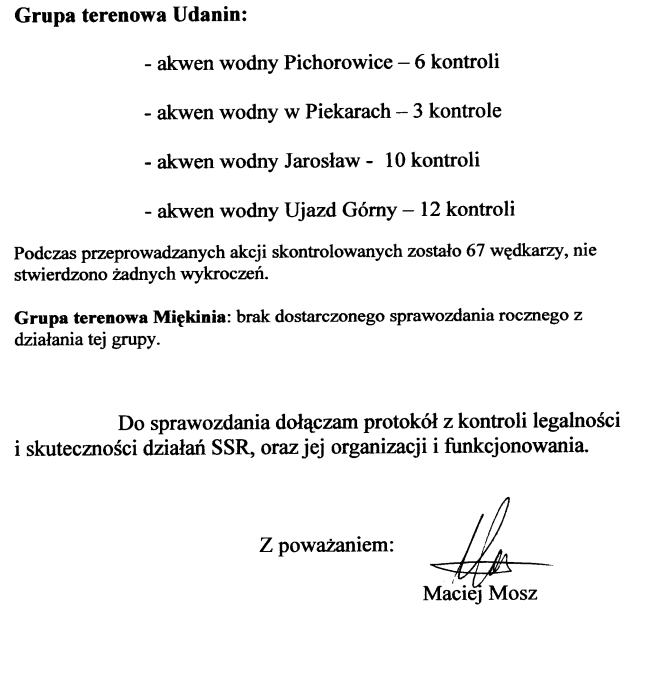 Grupa terenowa Udanin:
- akwen wodny Pichorowice – 6 kontroli
- akwen wodny w Piekarach – 3 kontrole
- akwen wodny Jarosław - 10 kontroli
- akwen wodny Ujazd Górny – 12 kontroli
Podczas przeprowadzanych akcji skontrolowanych zostało 67 wędkarzy, nie
stwierdzono żadnych wykroczeń.
Grupa terenowa Miękinia: brak dostarczonego sprawozdania rocznego z
działania tej grupy.
Do sprawozdania dołączam protokół z kontroli legalności
i skuteczności działań SSR, oraz jej organizacji i funkcjonowania.
Z poważaniem:
Maciej Mosz